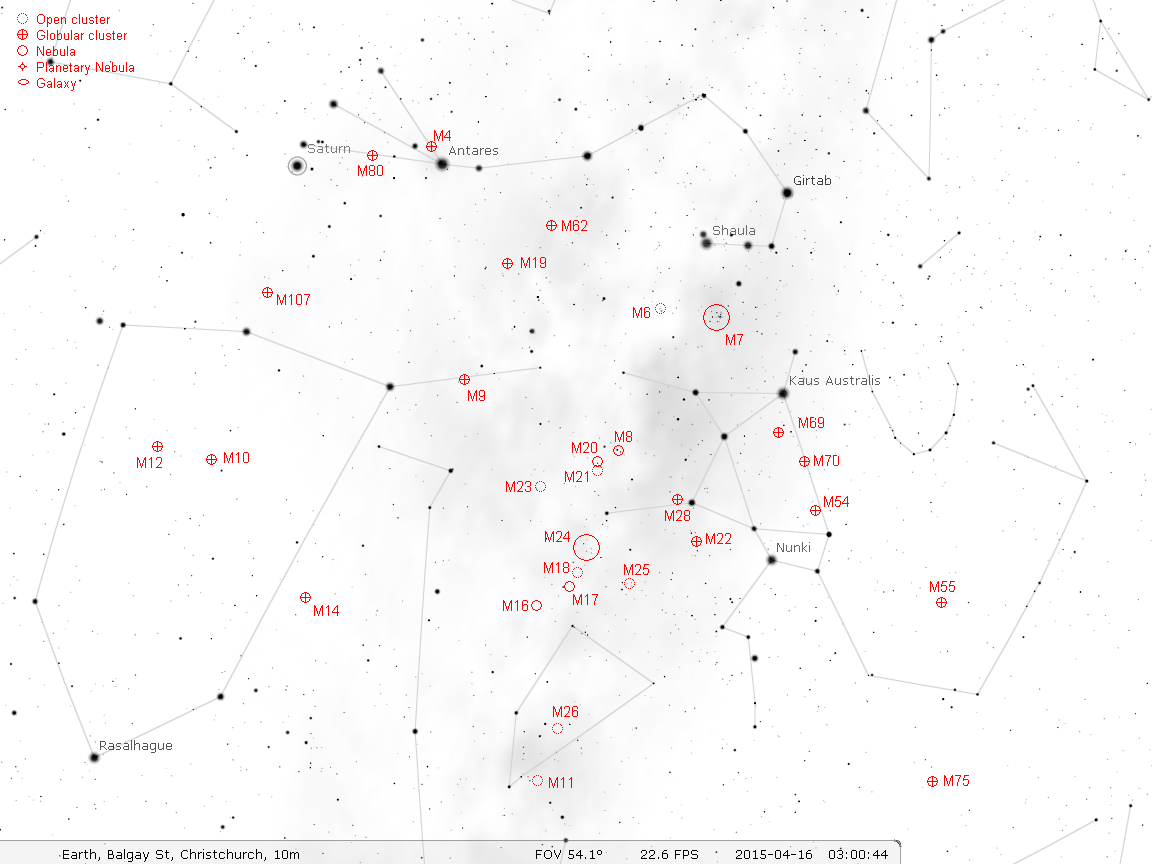 Open cluster
Globular cluster
Nebula
Planetary Nebula
Galaxy
M4
Antares
Saturn
M80
Girtab
M62
Shaula
M19
M107
M6
M7
Kaus Australis
M9
M69
M8
M20
M12
M10
M21
M70
M23
M54
M28
M24
M22
Nunki
M18
M25
M55
M17
M16
M14
M26
Rasalhague
M11
M75
Earth, Balgay St, Christchurch, 10m FOV 54.1° 22.6 FPS 2015-04-16 03:00:44